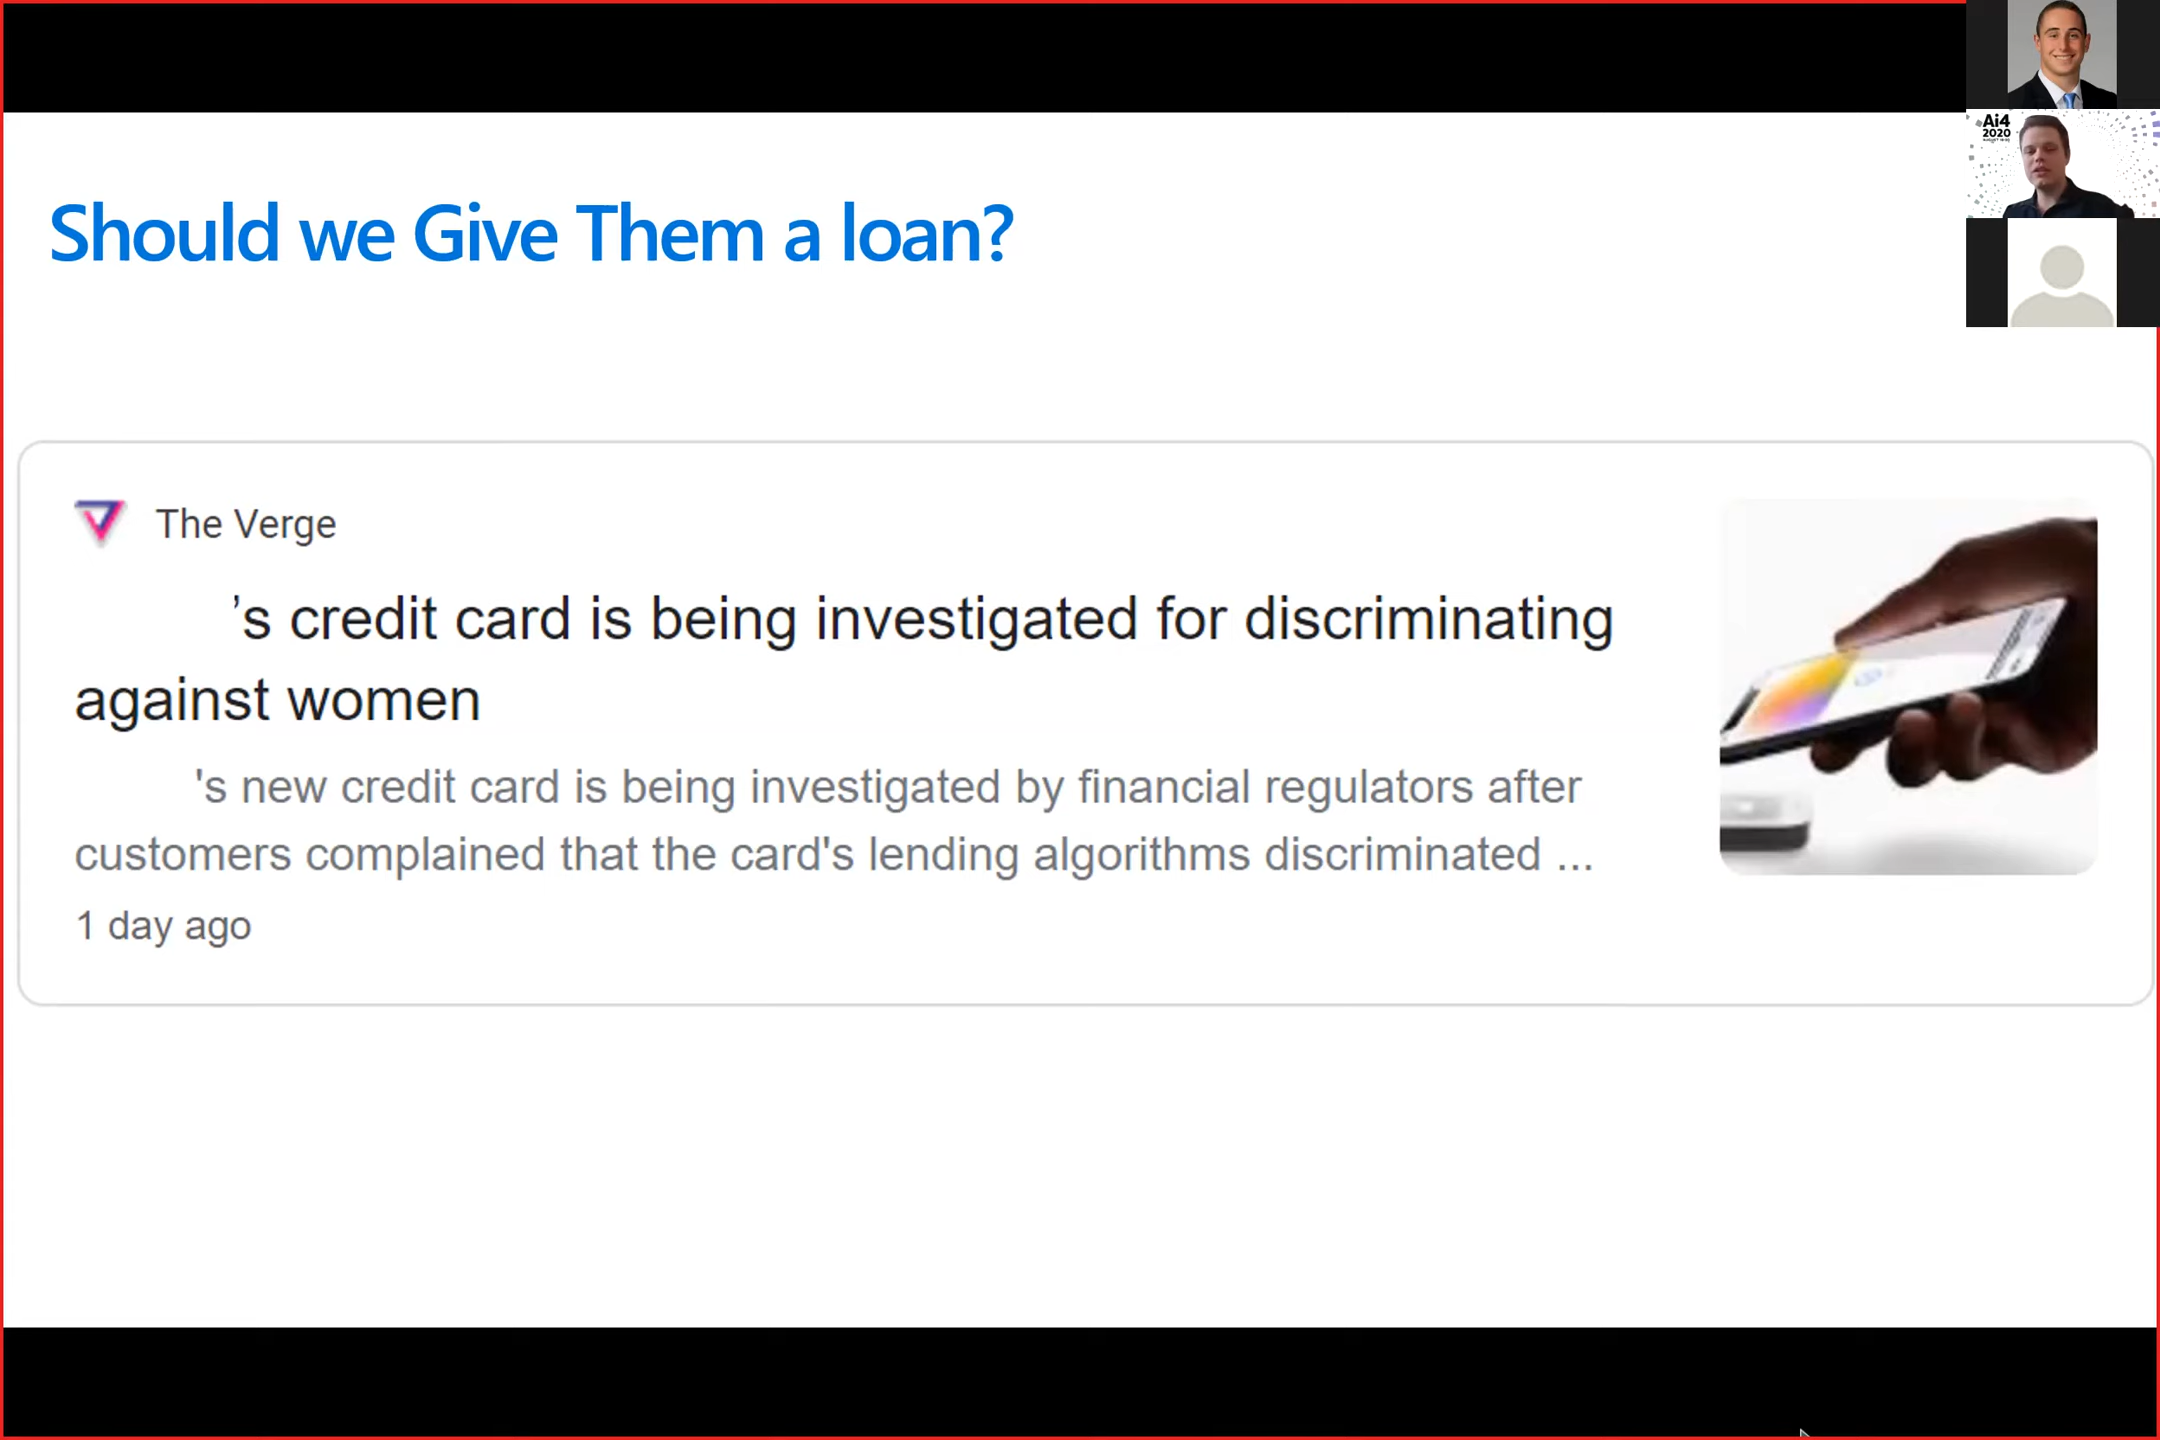 Ai4
2020
Should we Give Them a loan?
The Verge
's credit card is being investigated for discriminating
against women
's new credit card is being investigated by financial regulators after
customers complained that the card's lending algorithms discriminated ...
1 day ago